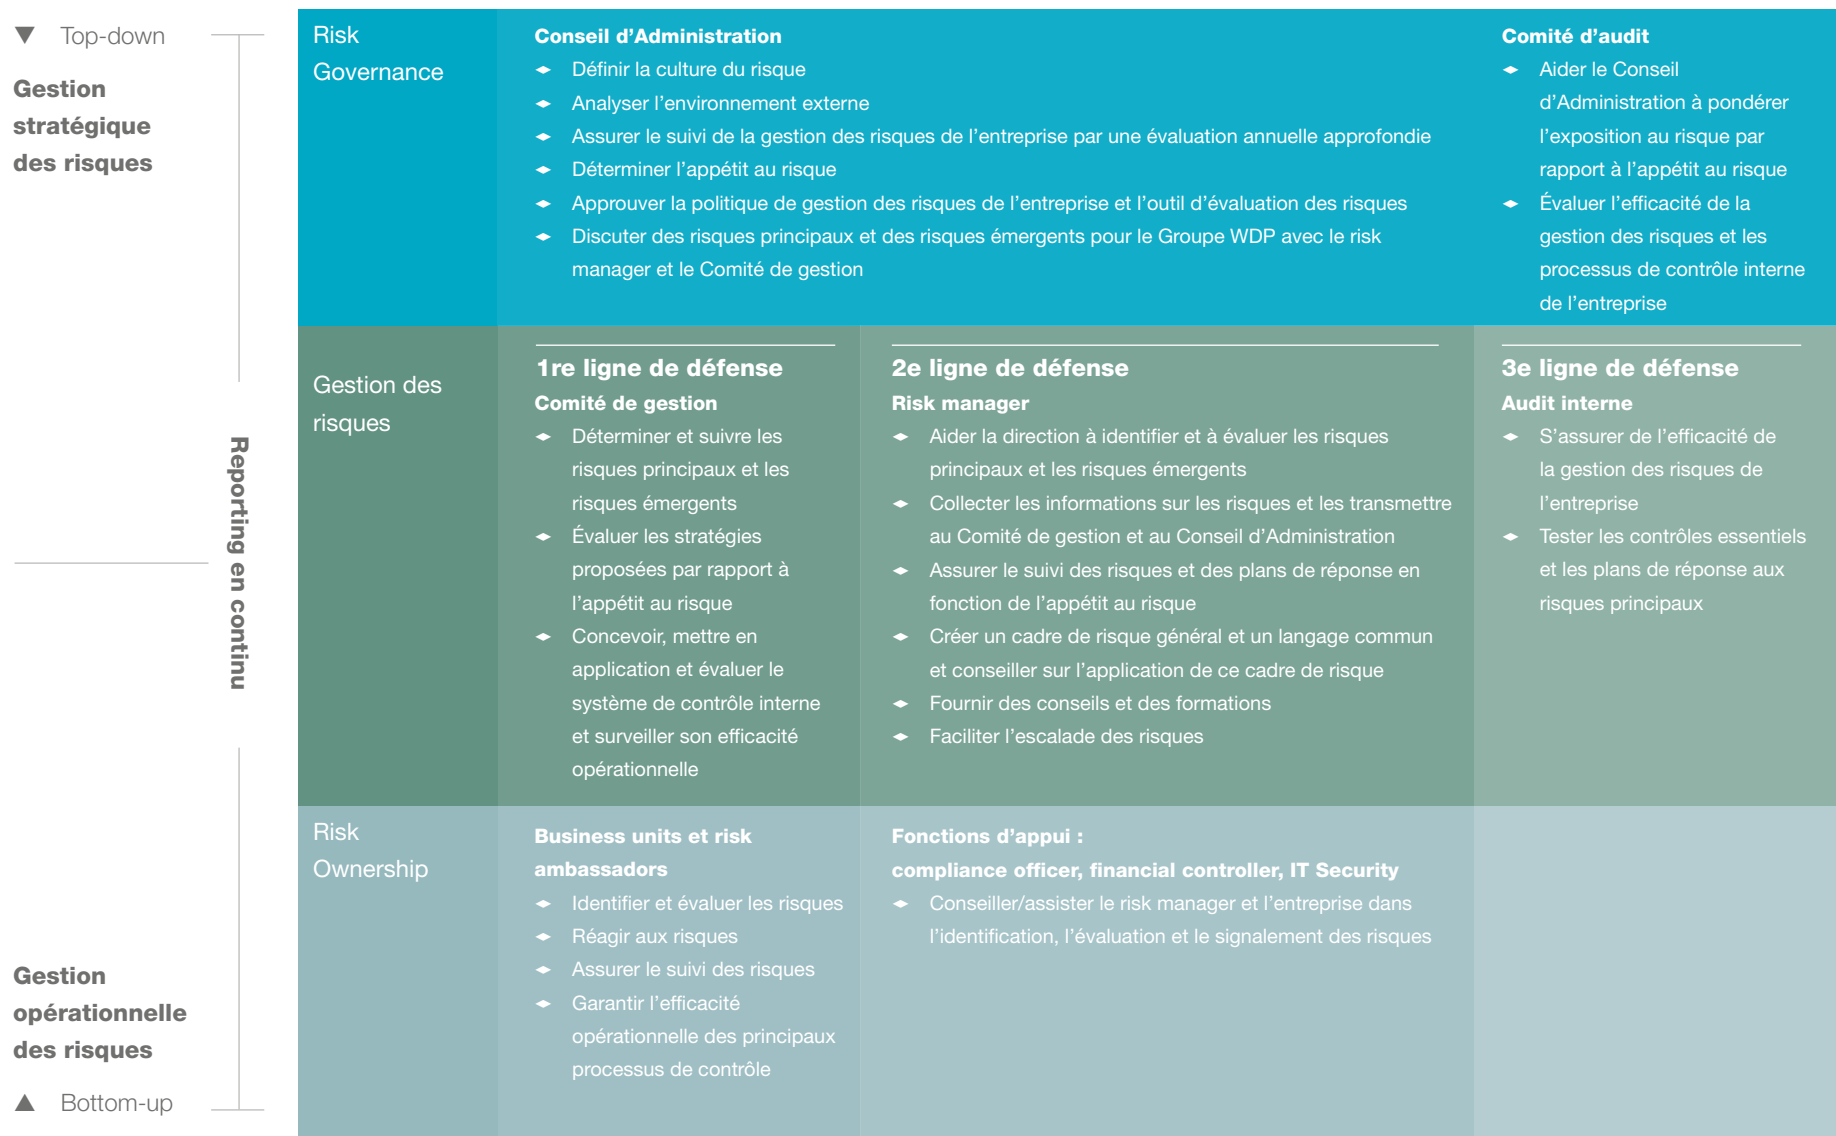 ▼ Top-down
Gestion
stratégique
des risques
Reporting en continu
Gestion
opérationnelle
des risques
▲ Bottom-up
Risk
Governance
Conseil d’Administration
Définir la culture du risque
Analyser l’environnement externe
Assurer le suivi de la gestion des risques de l’entreprise par une évaluation annuelle approfondie
Déterminer l’appétit au risque
Approuver la politique de gestion des risques de l’entreprise et l’outil d’évaluation des risques
Discuter des risques principaux et des risques émergents pour le Groupe WDP avec le risk
manager et le Comité de gestion
Comité d’audit
Aider le Conseil
d’Administration à pondérer
l’exposition au risque par
rapport à l’appétit au risque
Évaluer l’efficacité de la
gestion des risques et les
processus de contrôle interne
de l’entreprise
Gestion des
risques
1re ligne de défense
Comité de gestion
Déterminer et suivre les
risques principaux et les
risques émergents
Évaluer les stratégies
proposées par rapport à
l’appétit au risque
Concevoir, mettre en
application et évaluer le
système de contrôle interne
et surveiller son efficacité
opérationnelle
2e ligne de défense
Risk manager
Aider la direction à identifier et à évaluer les risques
principaux et les risques émergents
Collecter les informations sur les risques et les transmettre
au Comité de gestion et au Conseil d’Administration
Assurer le suivi des risques et des plans de réponse en
fonction de l’appétit au risque
Créer un cadre de risque général et un langage commun
et conseiller sur l’application de ce cadre de risque
Fournir des conseils et des formations
Faciliter l’escalade des risques
3e ligne de défense
Audit interne
S’assurer de l’efficacité de
la gestion des risques de
l’entreprise
Tester les contrôles essentiels
et les plans de réponse aux
risques principaux
Risk
Ownership
Business units et risk
ambassadors
Identifier et évaluer les risques
Réagir aux risques
Assurer le suivi des risques
Garantir l’efficacité
opérationnelle des principaux
processus de contrôle
Fonctions d’appui :
compliance officer, financial controller, IT Security
Conseiller/assister le risk manager et l’entreprise dans
l’identification, l’évaluation et le signalement des risques